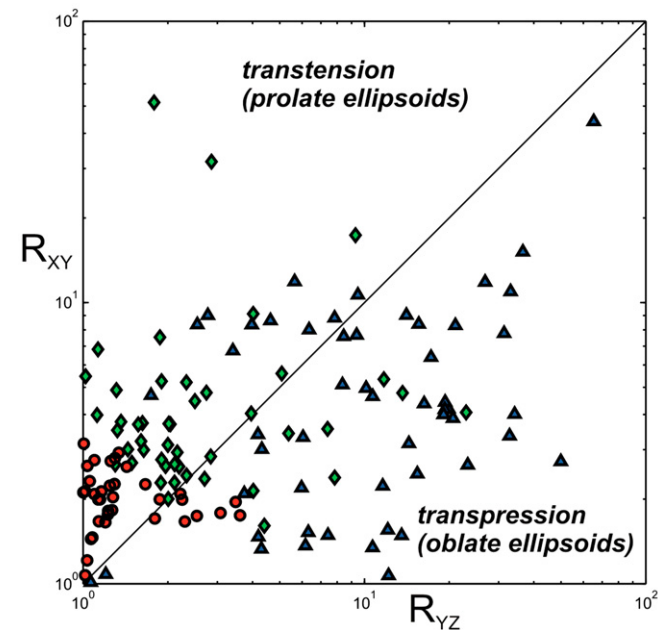 10²
transtension
(prolate ellipsoids)
R_XY
10¹
transpression
(oblate ellipsoids)
10⁰
10⁰
10¹
10²
R_YZ